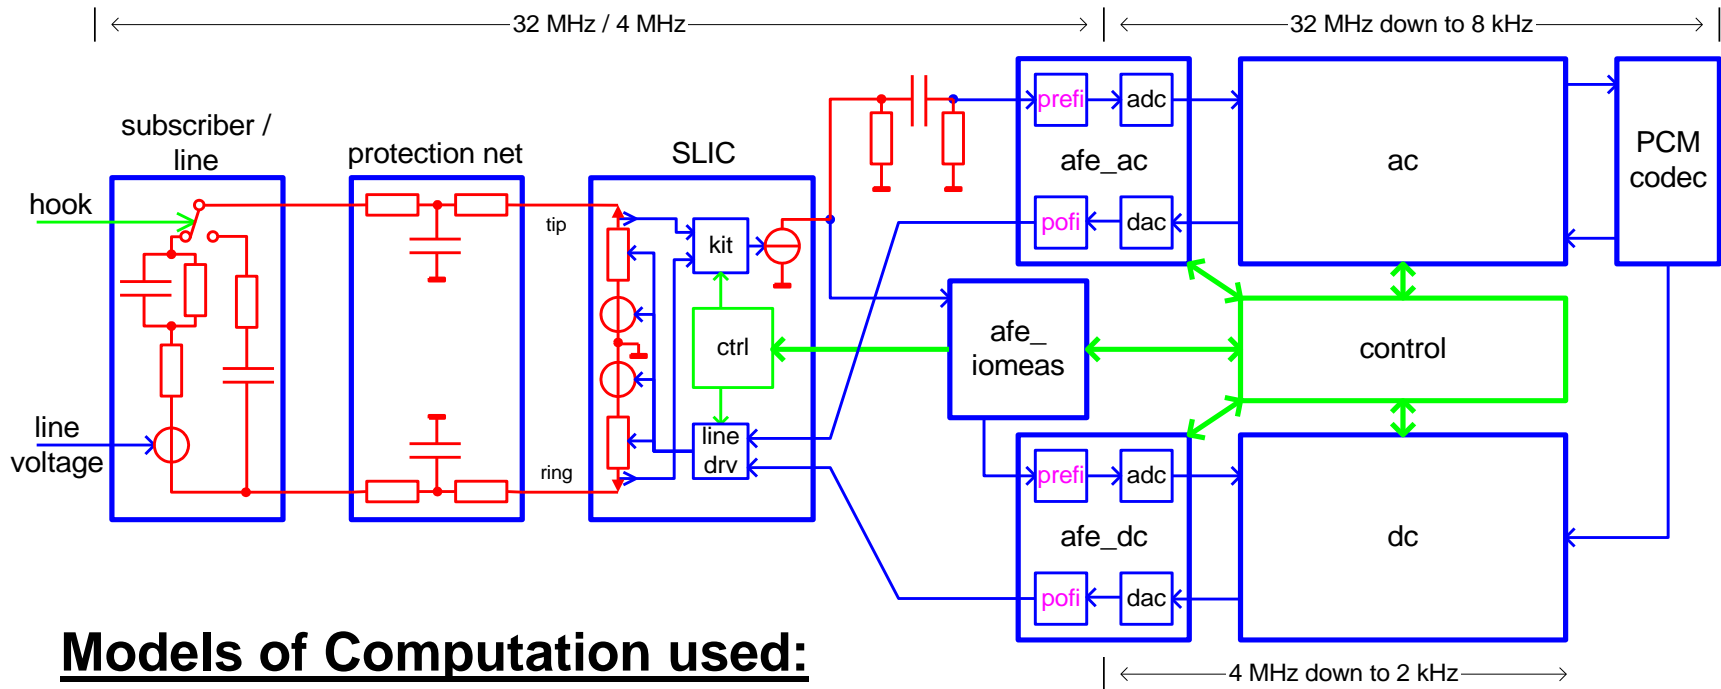 32 MHz / 4 MHz
32 MHz down to 8 kHz
subscriber /
line
protection net
SLIC
hook
line
voltage
tip
ring
kit
ctrl
line
drv
prefi
adc
afe_ac
pofi
dac
ac
PCM
codec
afe_
iomeas
control
prefi
adc
afe_dc
pofi
dac
dc
Models of Computation used:
4 MHz down to 2 kHz